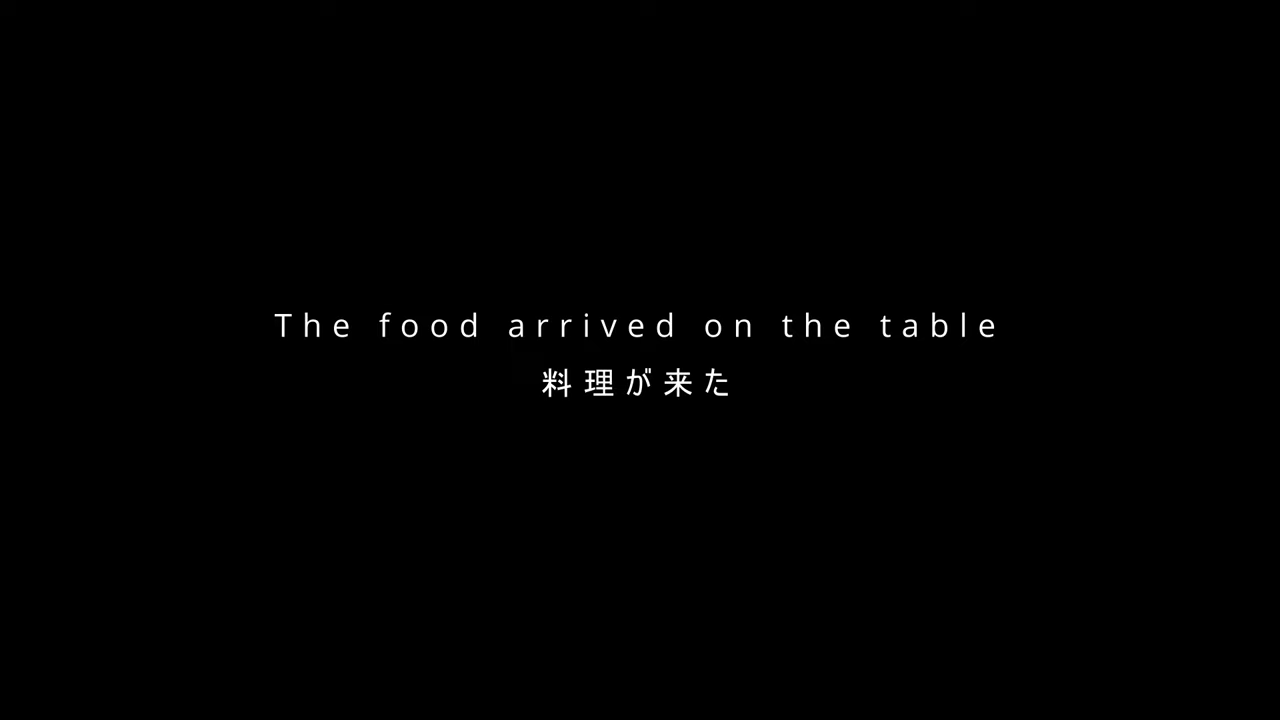 The food arrived on the table
料理が来た